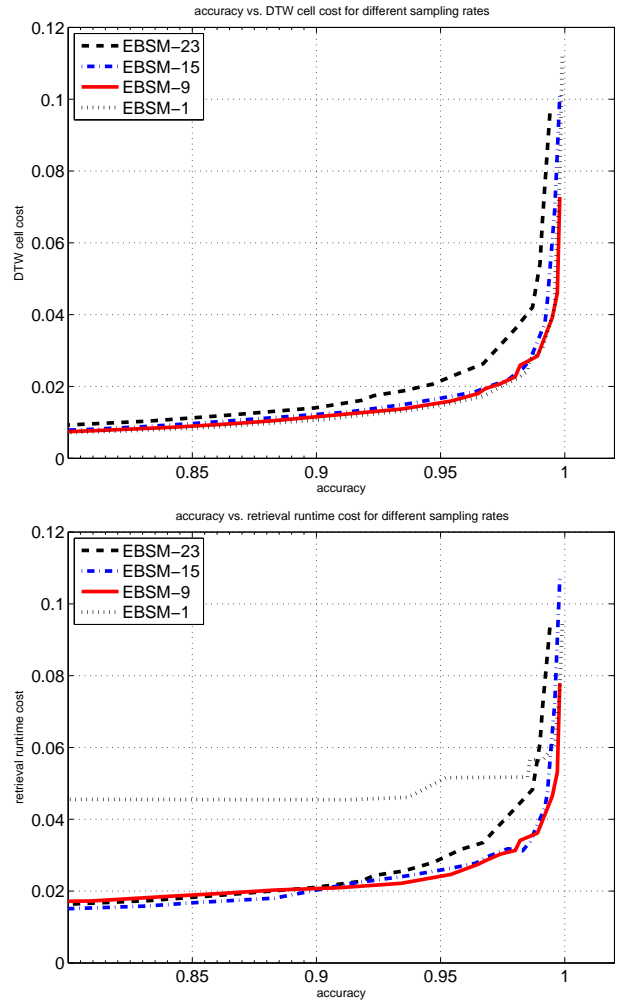 accuracy vs. DTW cell cost for different sampling rates
0.12
0.1
0.08
0.06
0.04
0.02
0
DTW cell cost
EBSM−23
EBSM−15
EBSM−9
EBSM−1
0.85 0.9 0.95 1
accuracy
accuracy vs. retrieval runtime cost for different sampling rates
0.12
0.1
0.08
0.06
0.04
0.02
0
retrieval runtime cost
EBSM−23
EBSM−15
EBSM−9
EBSM−1
0.85 0.9 0.95 1
accuracy